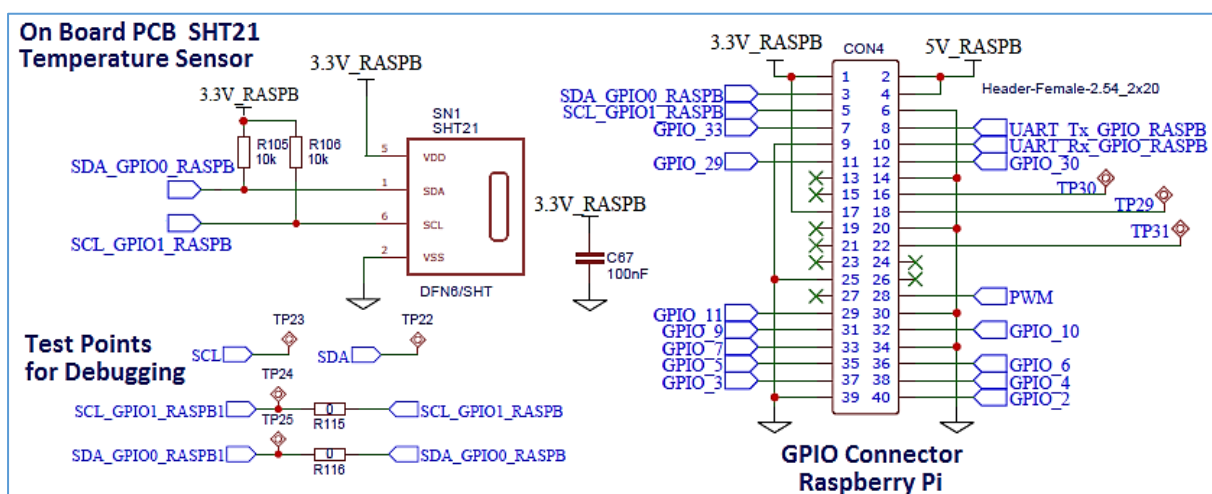 On Board PCB SHT21
Temperature Sensor
3.3V_RASPB
3.3V_RASPB
R105
10k
R106
10k
SDA_GPIO0_RASPB
SCL_GPIO1_RASPB
SN1
SHT21
5
VDD
1
SDA
6
SCL
2
VSS
DFN6/SHT
3.3V_RASPB
C67
100nF
Test Points
for Debugging
TP23
SCL
TP22
SDA
TP24
SCL_GPIO1_RASPB1
0
R115
SCL_GPIO1_RASPB
TP25
SDA_GPIO0_RASPB1
0
R116
SDA_GPIO0_RASPB
3.3V_RASPB
CON4
5V_RASPB
Header-Female-2.54_2x20
1 2
SDA_GPIO0_RASPB 3 4
SCL_GPIO1_RASPB 5 6
GPIO_33 7 8 UART_Tx_GPIO_RASPB
9 10 UART_Rx_GPIO_RASPB
GPIO_29 11 12 GPIO_30
13 14
15 16 TP30
17 18 TP29
19 20
21 22 TP31
23 24
25 26
27 28 PWM
GPIO_11 29 30
GPIO_9 31 32 GPIO_10
GPIO_7 33 34
GPIO_5 35 36 GPIO_6
GPIO_3 37 38 GPIO_4
39 40 GPIO_2
GPIO Connector
Raspberry Pi